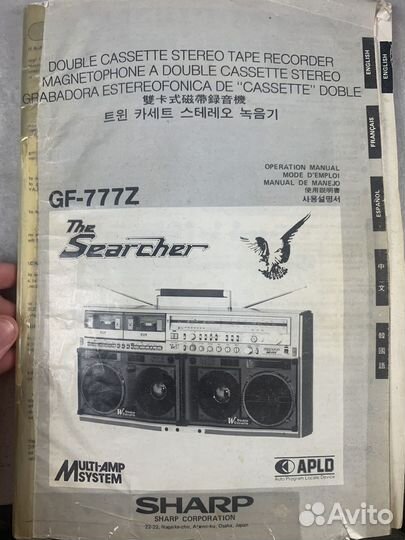 DOUBLE CASSETTE STEREO TAPE RECORDER
MAGNETOPHONE A DOUBLE CASSETTE STEREO
GRABADORA ESTEREOFONICA DE "CASSETTE" DOBLE
雙卡式磁帶錄音機
트윈 카세트 스테레오 녹음기
OPERATION MANUAL
MODE D'EMPLOI
MANUAL DE MANEJO
使用說明書
사용설명서
ENGLISH
ENGLISH
FRANÇAIS
ESPAÑOL
中文
韓國語
GF-777Z
The
Searcher
MULTI-AMP
SYSTEM
APLD
Auto Program Locate Device
SHARP
SHARP CORPORATION
22-22, Nagaike-cho, Abeno-ku, Osaka, Japan
Avito